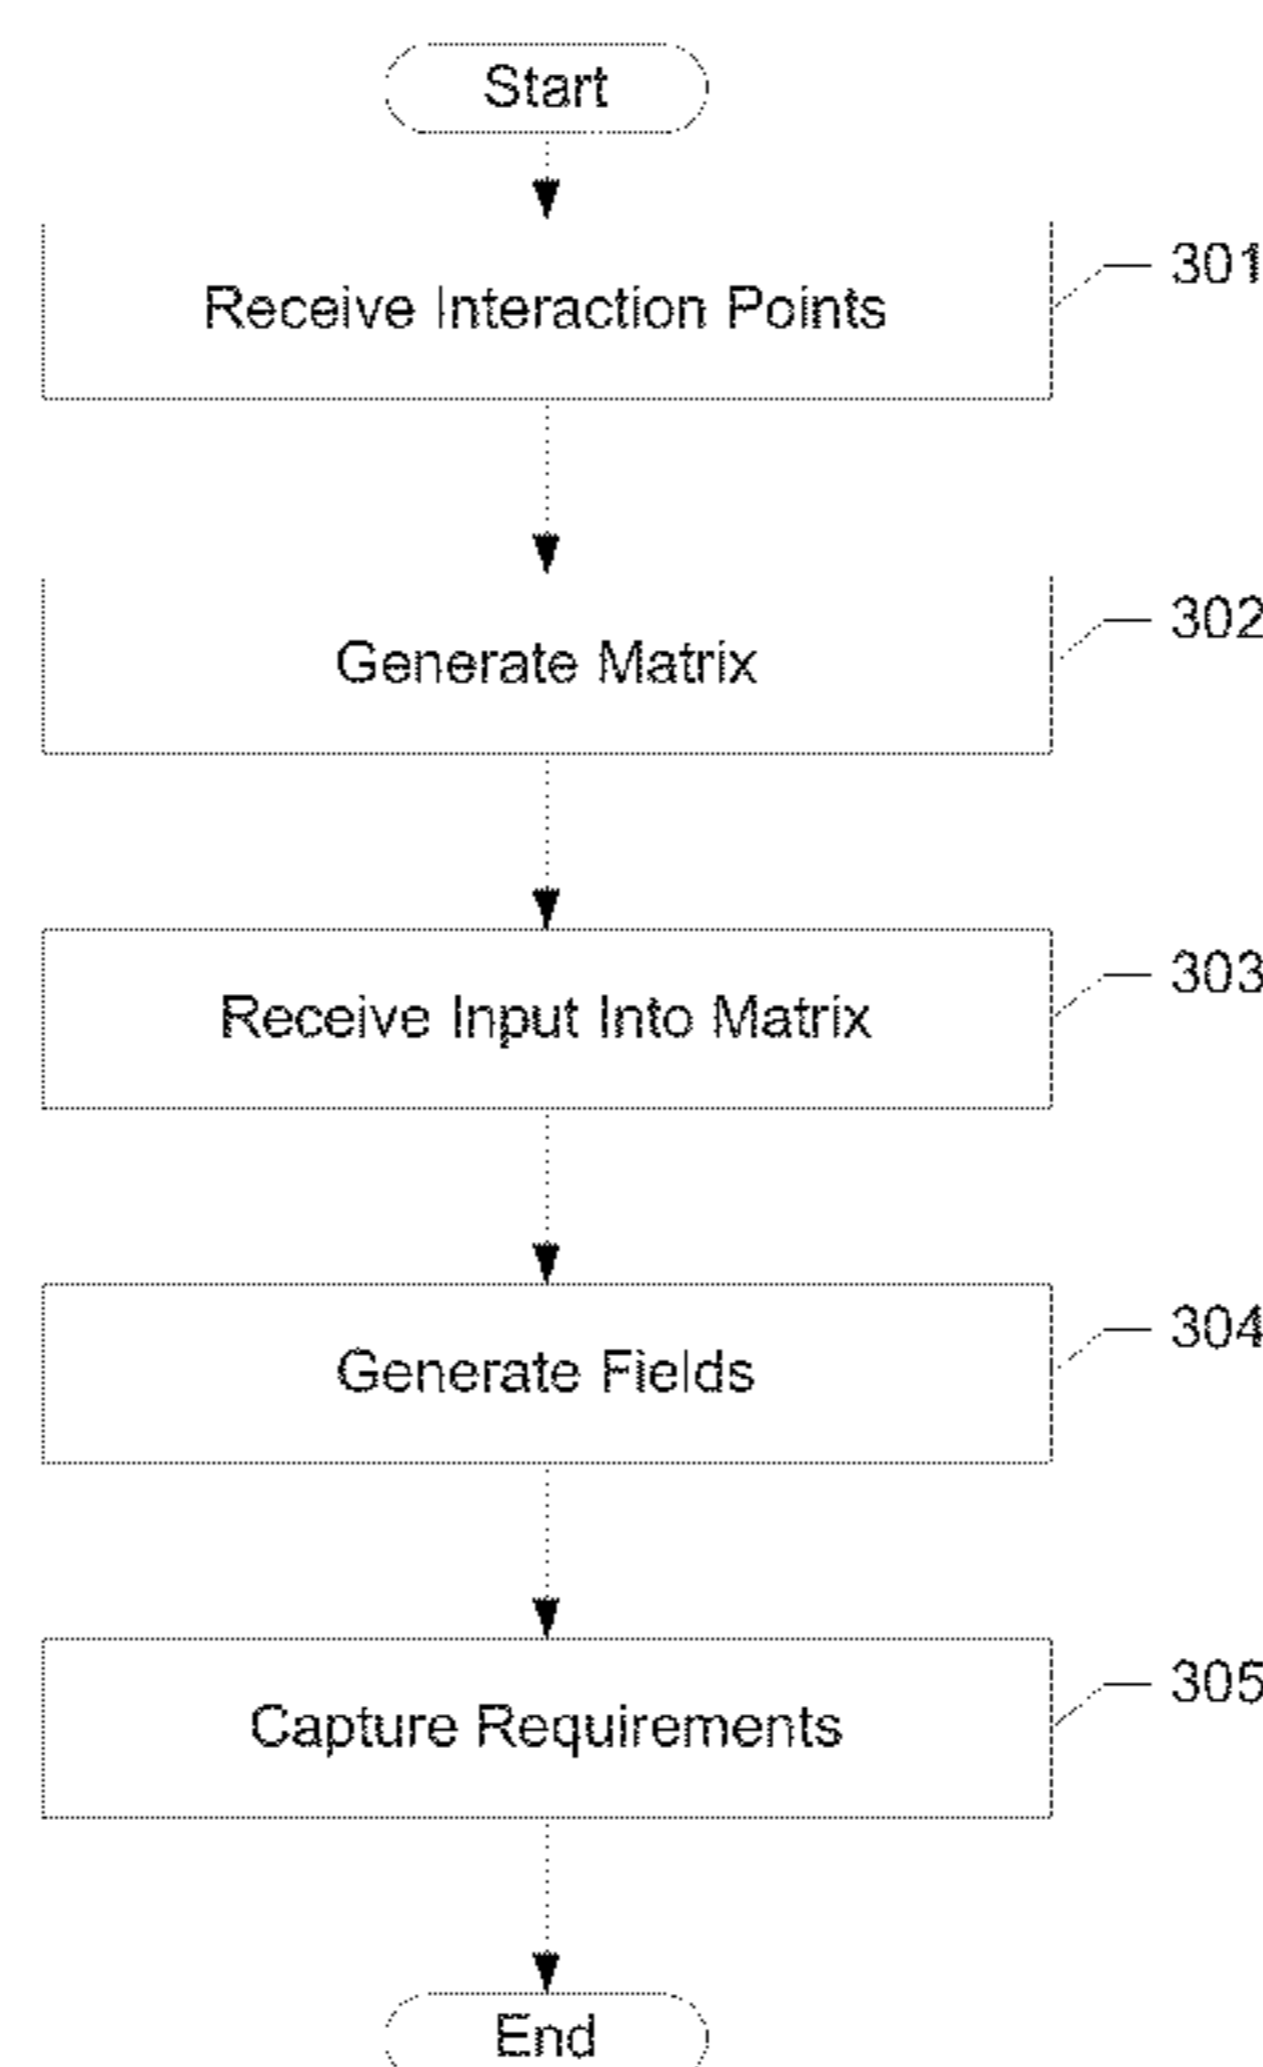 Start
Receive Interaction Points
301
Generate Matrix
302
Receive Input Into Matrix
303
Generate Fields
304
Capture Requirements
305
End